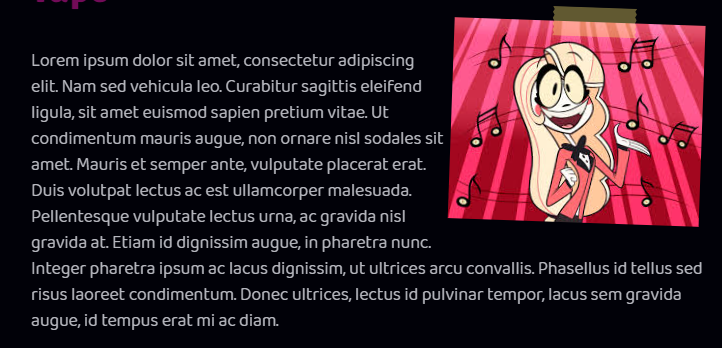 Lorem ipsum dolor sit amet, consectetur adipiscing
elit. Nam sed vehicula leo. Curabitur sagittis eleifend
ligula, sit amet euismod sapien pretium vitae. Ut
condimentum mauris augue, non ornare nisl sodales sit
amet. Mauris et semper ante, vulputate placerat erat.
Duis volutpat lectus ac est ullamcorper malesuada.
Pellentesque vulputate lectus urna, ac gravida nisl
gravida at. Etiam id dignissim augue, in pharetra nunc.
Integer pharetra ipsum ac lacus dignissim, ut ultrices arcu convallis. Phasellus id tellus sed
risus laoreet condimentum. Donec ultrices, lectus id pulvinar tempor, lacus sem gravida
augue, id tempus erat mi ac diam.